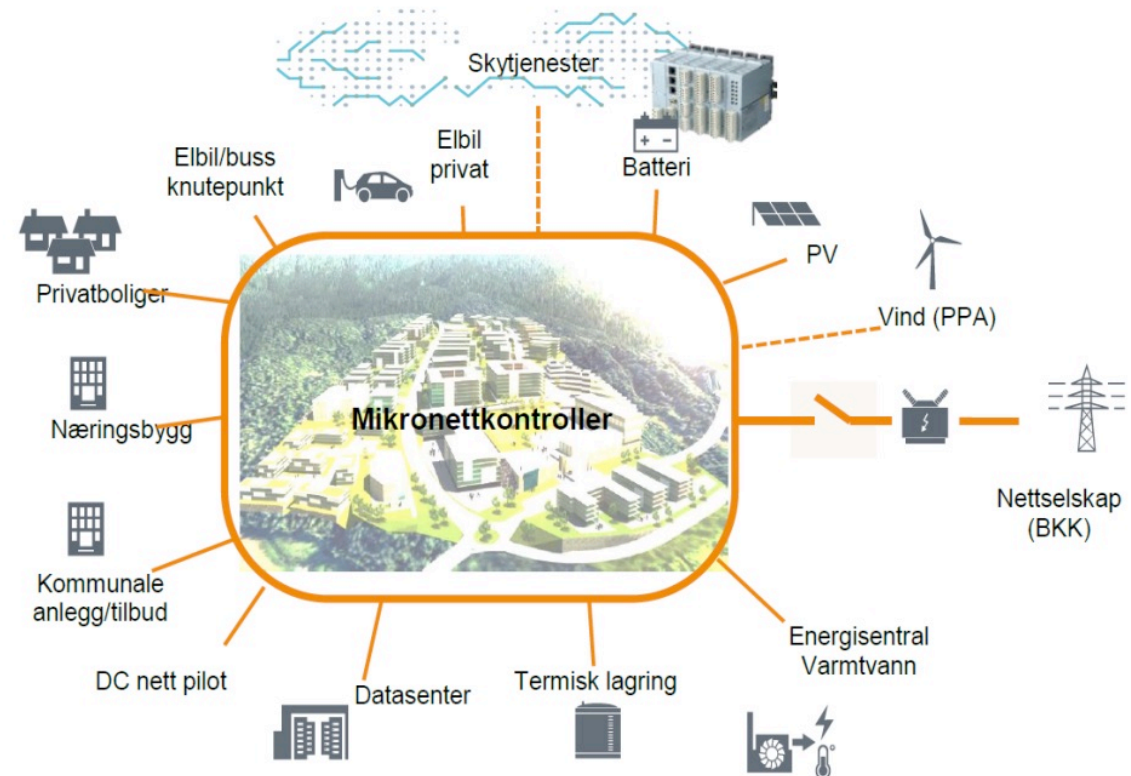 Skytjenester
Elbil
privat
Batteri
Elbil/buss
knutepunkt
PV
Privatboliger
Vind (PPA)
Næringsbygg
Mikronettkontroller
Nettselskap
(BKK)
Kommunale
anlegg/tilbud
Energisentral
Varmtvann
DC nett pilot
Datasenter
Termisk lagring